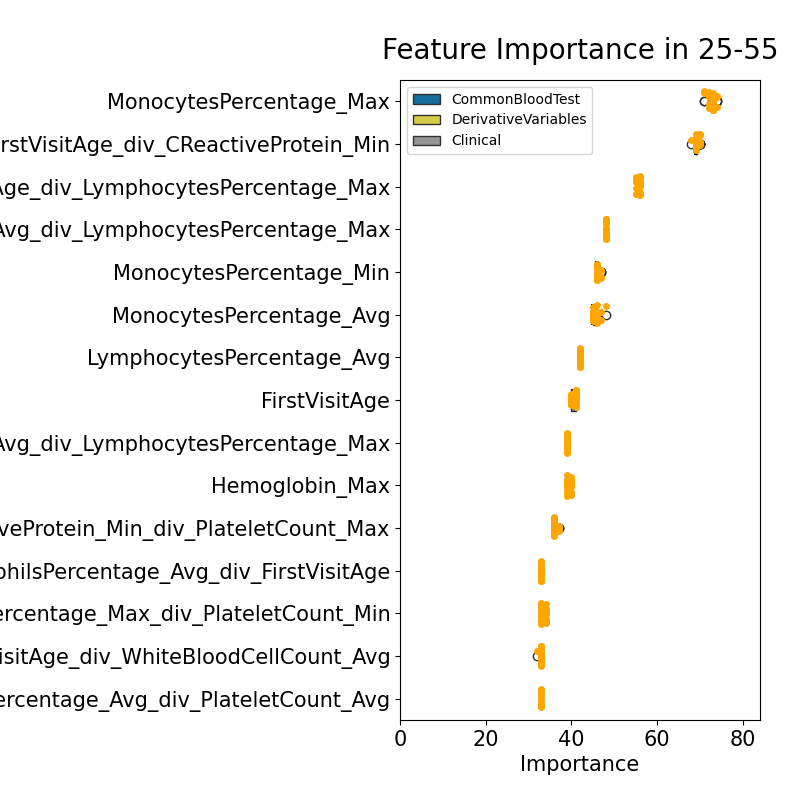 Feature Importance in 25-55
CommonBloodTest
DerivativeVariables
Clinical
MonocytesPercentage_Max
rstVisitAge_div_CReactiveProtein_Min
Age_div_LymphocytesPercentage_Max
Avg_div_LymphocytesPercentage_Max
MonocytesPercentage_Min
MonocytesPercentage_Avg
LymphocytesPercentage_Avg
FirstVisitAge
Avg_div_LymphocytesPercentage_Max
Hemoglobin_Max
veProtein_Min_div_PlateletCount_Max
philsPercentage_Avg_div_FirstVisitAge
ercentage_Max_div_PlateletCount_Min
isitAge_div_WhiteBloodCellCount_Avg
ercentage_Avg_div_PlateletCount_Avg
0 20 40 60 80
Importance